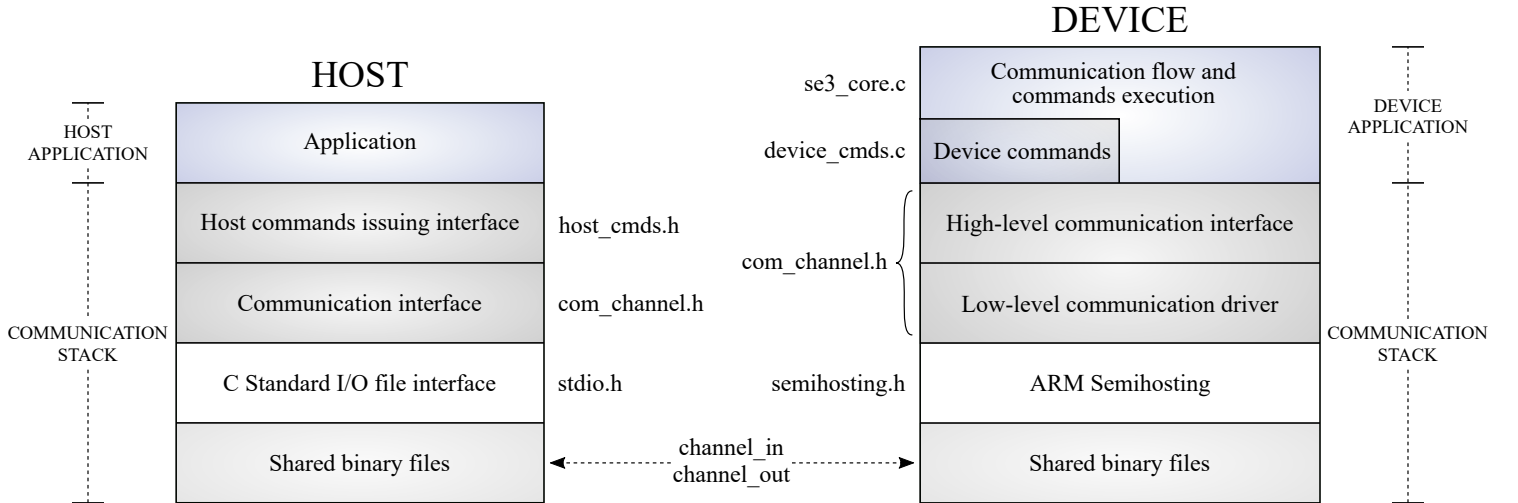 HOST
HOST
APPLICATION
COMMUNICATION
STACK
Application
Host commands issuing interface
host_cmds.h
Communication interface
com_channel.h
C Standard I/O file interface
stdio.h
Shared binary files
channel_in
channel_out
DEVICE
se3_core.c
Communication flow and
commands execution
device_cmds.c
Device commands
com_channel.h
High-level communication interface
Low-level communication driver
semihosting.h
ARM Semihosting
Shared binary files
DEVICE
APPLICATION
COMMUNICATION
STACK